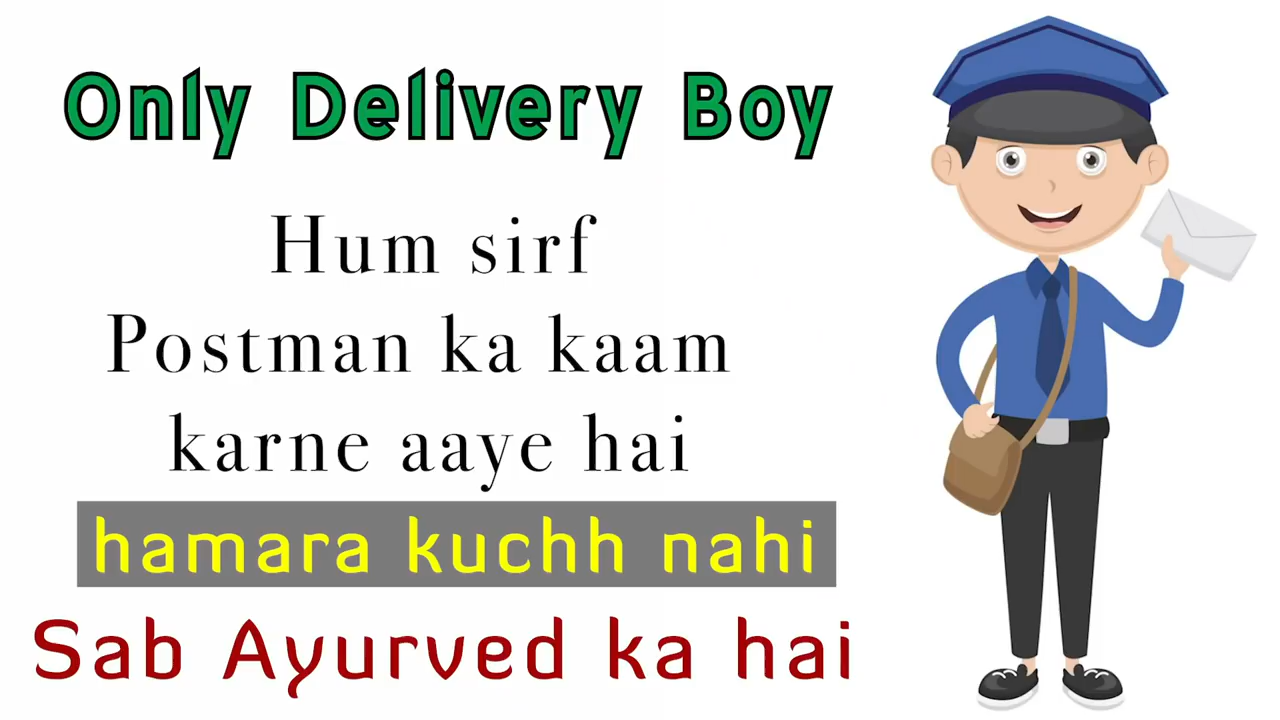 Only Delivery Boy
Hum sirf
Postman ka kaam
karne aaye hai
hamara kuchh nahi
Sab Ayurved ka hai